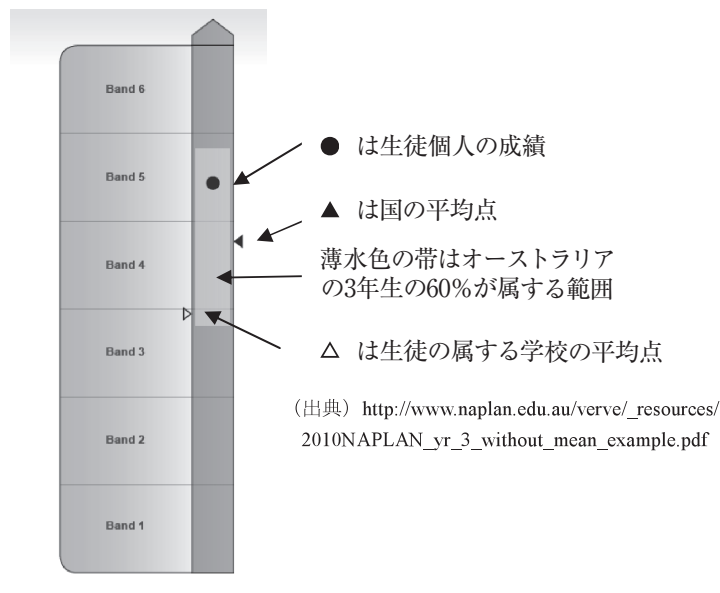 Band 6
Band 5
Band 4
Band 3
Band 2
Band 1
● は生徒個人の成績
▲ は国の平均点
薄水色の帯はオーストラリア
の3年生の60%が属する範囲
△ は生徒の属する学校の平均点
（出典）http://www.naplan.edu.au/verve/_resources/
2010NAPLAN_yr_3_without_mean_example.pdf